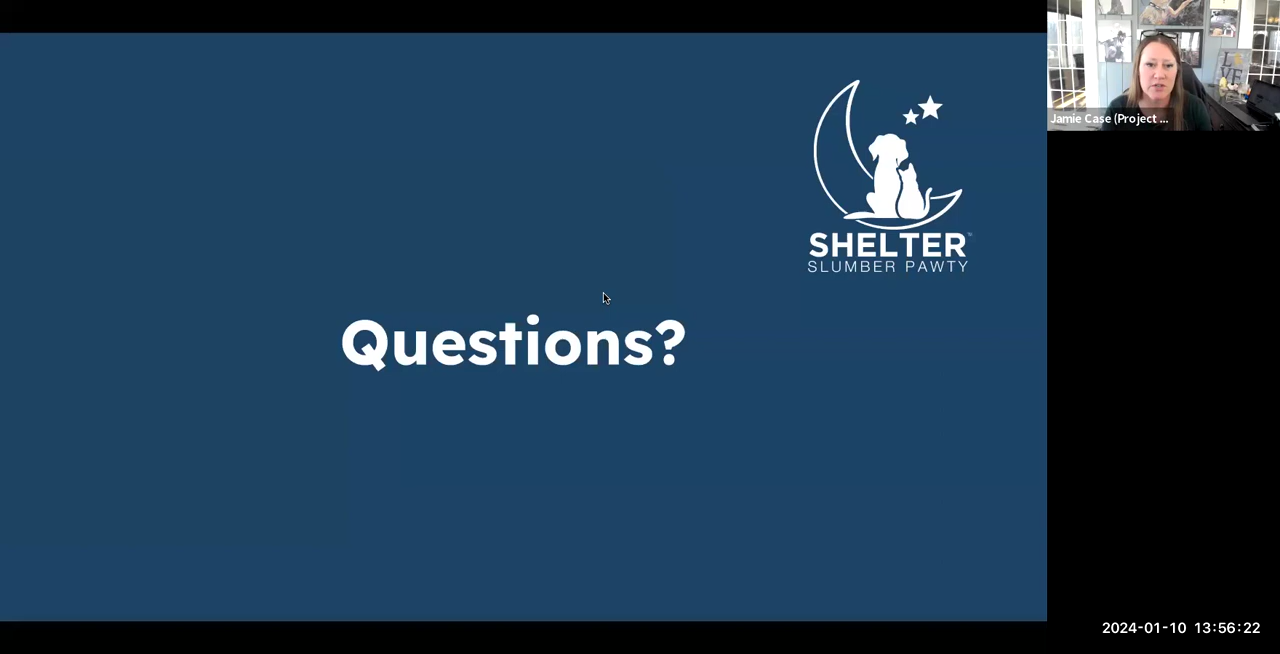 Jamie Case (Project ...
SHELTER
SLUMBER PAWTY
Questions?
2024-01-10 13:56:22